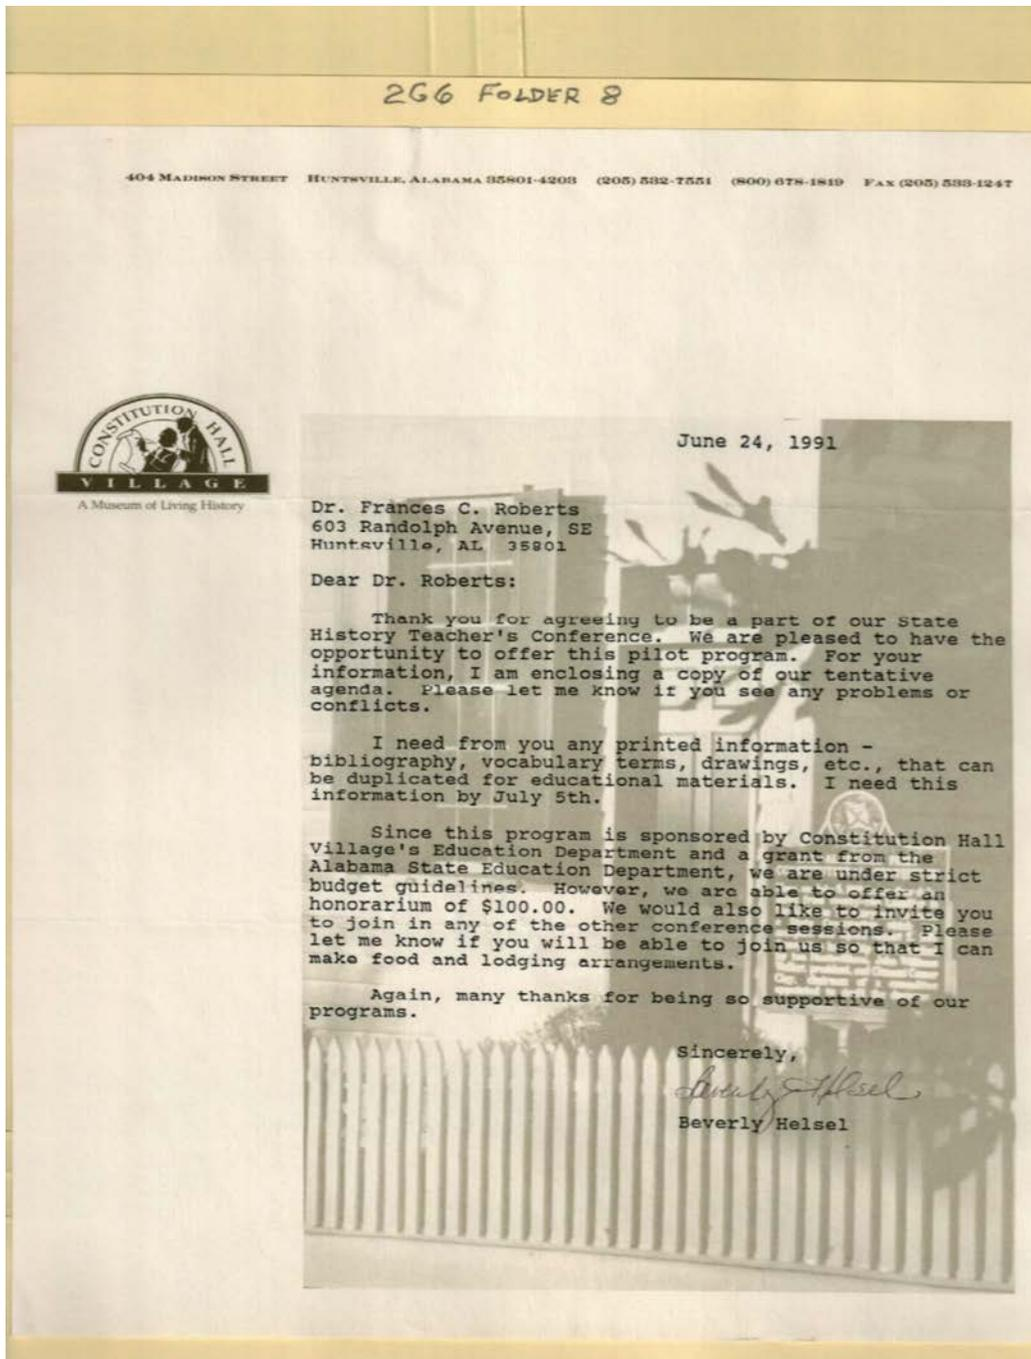 2G6 FOLDER 8
404 MADISON STREET HUNTSVILLE, ALABAMA 35801-4203 (205) 532-7551 (800) 678-1819 FAX (205) 533-1247
CONSTITUTION HALL
VILLAGE
A Museum of Living History
June 24, 1991
Dr. Frances C. Roberts
603 Randolph Avenue, SE
Huntsville, AL 35801
Dear Dr. Roberts:
Thank you for agreeing to be a part of our State
History Teacher's Conference. We are pleased to have the
opportunity to offer this pilot program. For your
information, I am enclosing a copy of our tentative
agenda. Please let me know if you see any problems or
conflicts.
I need from you any printed information -
bibliography, vocabulary terms, drawings, etc., that can
be duplicated for educational materials. I need this
information by July 5th.
Since this program is sponsored by Constitution Hall
Village's Education Department and a grant from the
Alabama State Education Department, we are under strict
budget guidelines. However, we are able to offer an
honorarium of $100.00. We would also like to invite you
to join in any of the other conference sessions. Please
let me know if you will be able to join us so that I can
make food and lodging arrangements.
Again, many thanks for being so supportive of our
programs.
Sincerely,
Beverly J Helsel
Beverly Helsel